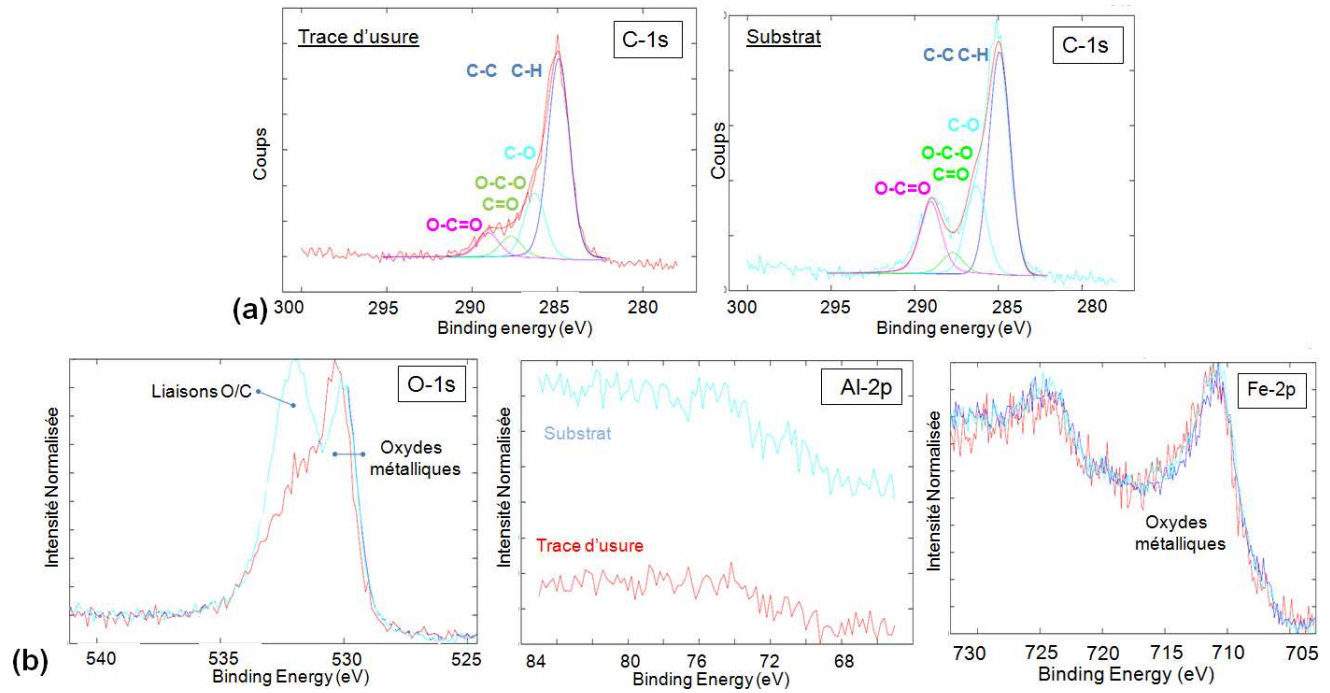 Trace d'usure
C-1s
C-C C-H
C-O
O-C-O
C=O
O-C=O
Coups
300 295 290 285 280
Binding energy (eV)
Substrat
C-1s
C-C C-H
C-O
O-C-O
C=O
O-C=O
Coups
300 295 290 285 280
Binding energy (eV)
(a)
O-1s
Liaisons O/C
Oxydes
métalliques
Intensité Normalisée
540 535 530 525
Binding Energy (eV)
Al-2p
Substrat
Trace d'usure
Intensité Normalisée
84 80 76 72 68
Binding Energy (eV)
Fe-2p
Oxydes
métalliques
Intensité Normalisée
730 725 720 715 710 705
Binding Energy (eV)
(b)